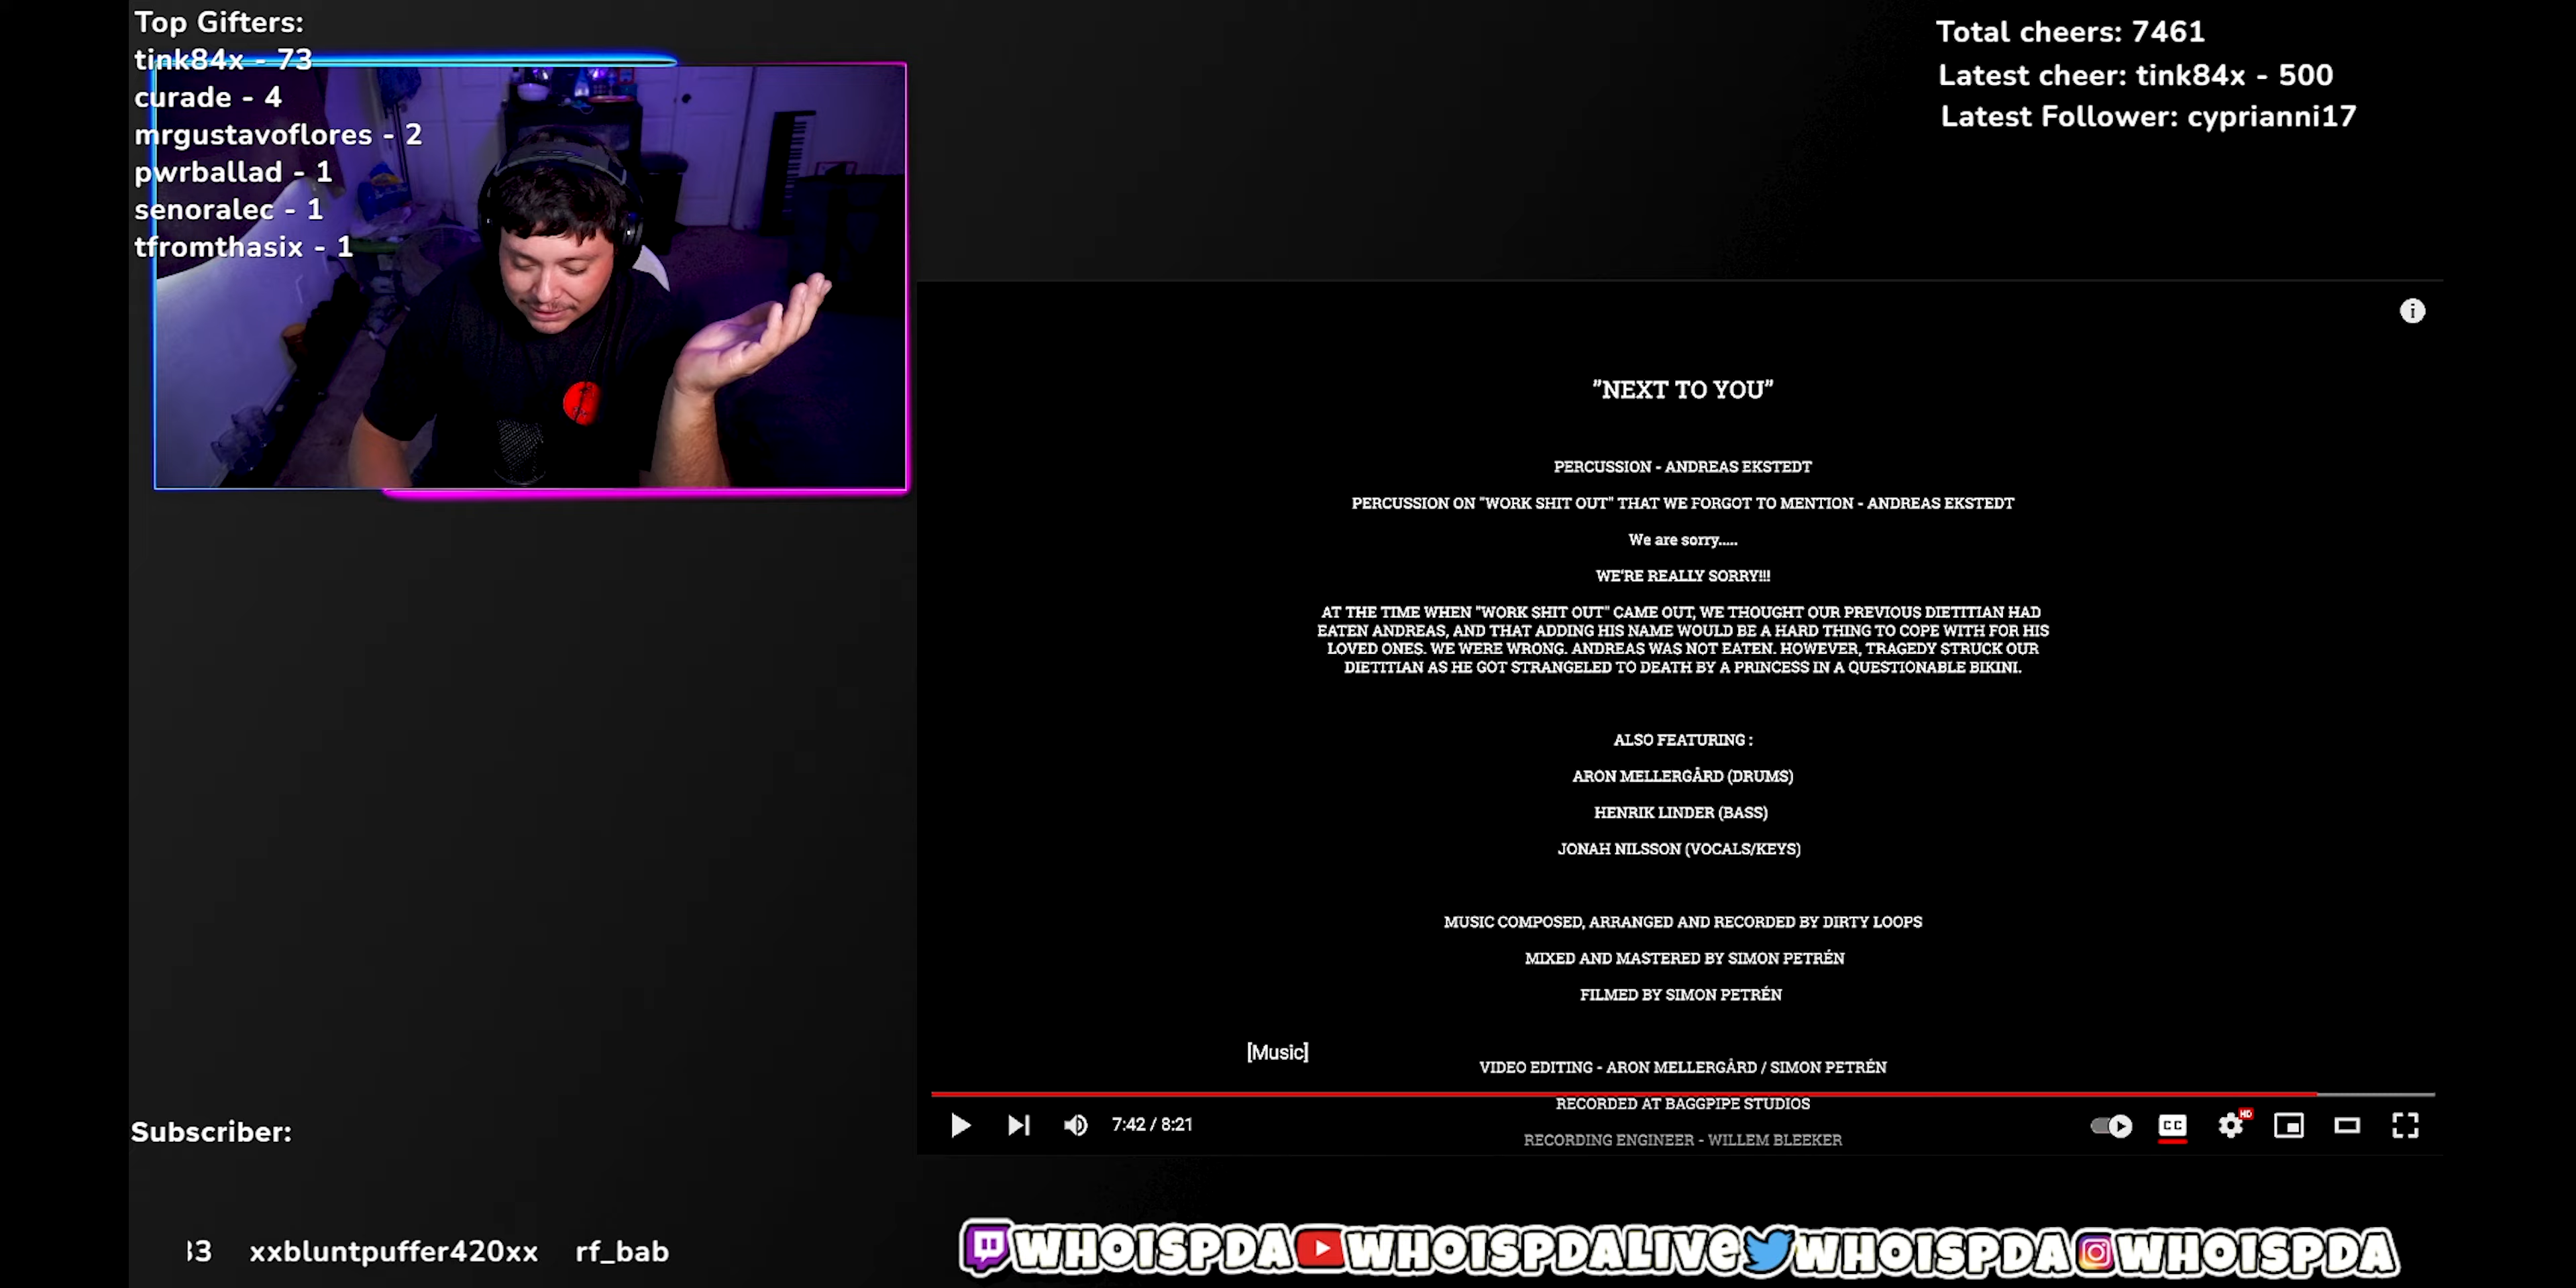 Top Gifters:
tink84x - 73
curade - 4
mrgustavoflores - 2
pwrballad - 1
senoralec - 1
tfromthasix - 1
Total cheers: 7461
Latest cheer: tink84x - 500
Latest Follower: cyprianni17
"NEXT TO YOU"
PERCUSSION - ANDREAS EKSTEDT
PERCUSSION ON "WORK SHIT OUT" THAT WE FORGOT TO MENTION - ANDREAS EKSTEDT
We are sorry.....
WE'RE REALLY SORRY!!!
AT THE TIME WHEN "WORK SHIT OUT" CAME OUT, WE THOUGHT OUR PREVIOUS DIETITIAN HAD
EATEN ANDREAS, AND THAT ADDING HIS NAME WOULD BE A HARD THING TO COPE WITH FOR HIS
LOVED ONES. WE WERE WRONG. ANDREAS WAS NOT EATEN. HOWEVER, TRAGEDY STRUCK OUR
DIETITIAN AS HE GOT STRANGELED TO DEATH BY A PRINCESS IN A QUESTIONABLE BIKINI.
ALSO FEATURING :
ARON MELLERGÅRD (DRUMS)
HENRIK LINDER (BASS)
JONAH NILSSON (VOCALS/KEYS)
MUSIC COMPOSED, ARRANGED AND RECORDED BY DIRTY LOOPS
MIXED AND MASTERED BY SIMON PETRÉN
FILMED BY SIMON PETRÉN
[Music]
VIDEO EDITING - ARON MELLERGÅRD / SIMON PETRÉN
RECORDED AT BAGGPIPE STUDIOS
7:42 / 8:21
CC
HD
RECORDING ENGINEER - WILLEM BLEEKER
Subscriber:
33 xxbluntpuffer420xx rf_bab
WHOISPDA WHOISPDALIVE WHOISPDA WHOISPDA